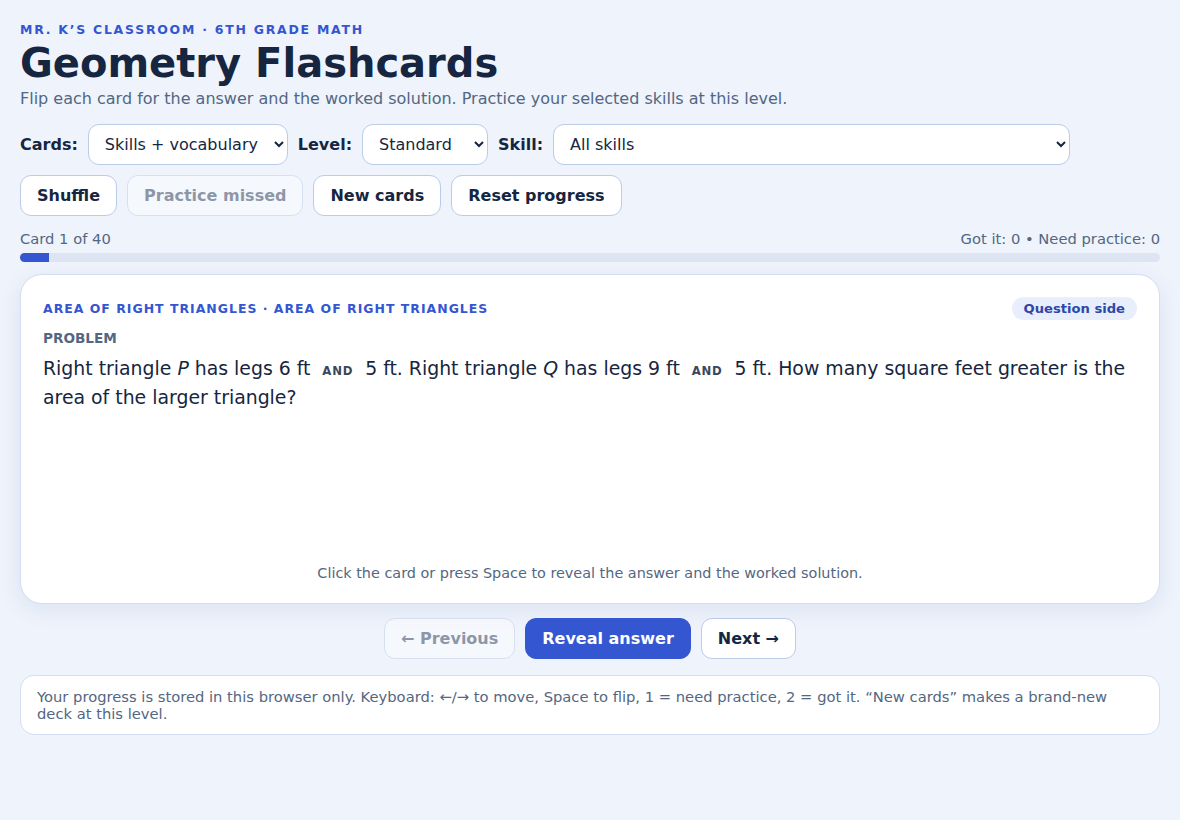 MR. K’S CLASSROOM · 6TH GRADE MATH
Geometry Flashcards
Flip each card for the answer and the worked solution. Practice your selected skills at this level.
Cards: Skills + vocabulary Level: Standard Skill: All skills
Shuffle Practice missed New cards Reset progress
Card 1 of 40 Got it: 0 • Need practice: 0
AREA OF RIGHT TRIANGLES · AREA OF RIGHT TRIANGLES Question side
PROBLEM
Right triangle P has legs 6 ft AND 5 ft. Right triangle Q has legs 9 ft AND 5 ft. How many square feet greater is the
area of the larger triangle?
Click the card or press Space to reveal the answer and the worked solution.
← Previous Reveal answer Next →
Your progress is stored in this browser only. Keyboard: ←/→ to move, Space to flip, 1 = need practice, 2 = got it. “New cards” makes a brand-new
deck at this level.